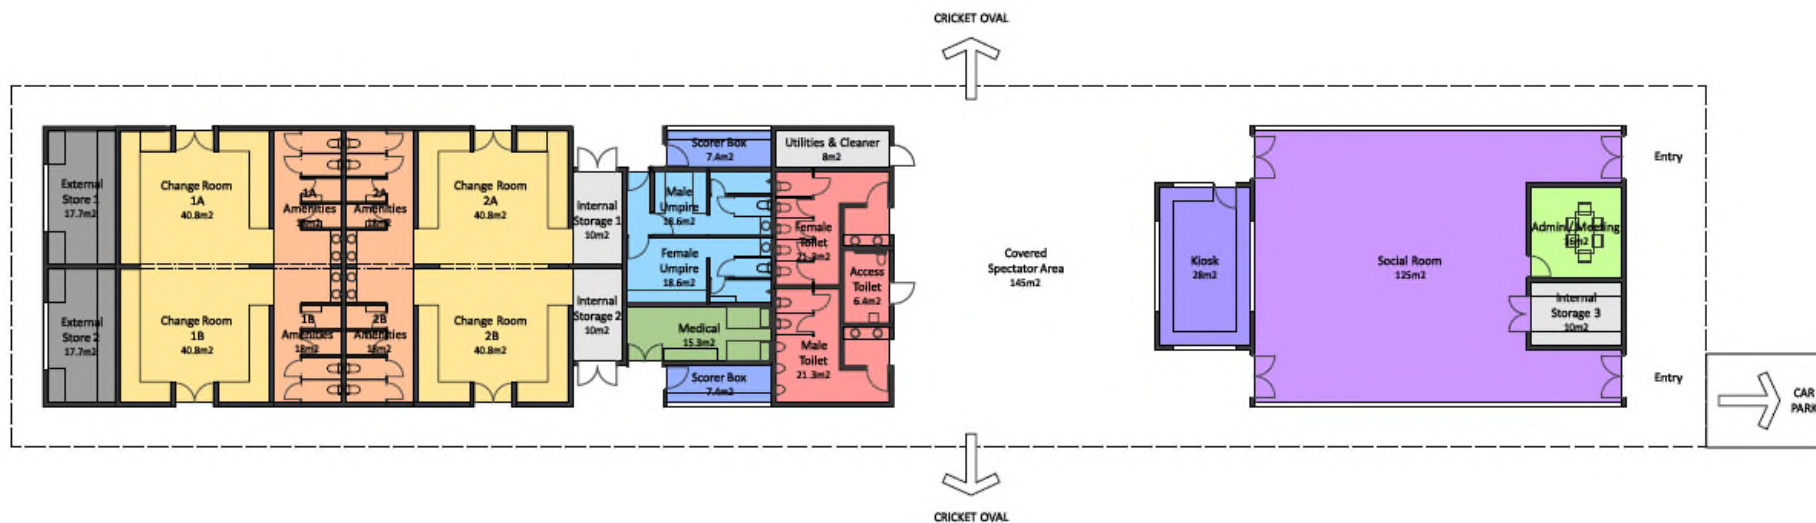 CRICKET OVAL
External
Store 1
17.7m2
Change Room
1A
40.8m2
1A
Amenities
18m2
2A
Amenities
18m2
Change Room
2A
40.8m2
Internal
Storage 1
10m2
Scorer Box
7.4m2
Male
Umpire
18.6m2
Utilities & Cleaner
8m2
Female
Toilet
21.3m2
Female
Umpire
18.6m2
Access
Toilet
6.4m2
Covered
Spectator Area
145m2
Kiosk
28m2
Social Room
125m2
Entry
Admin / Meeting
16m2
External
Store 2
17.7m2
Change Room
1B
40.8m2
1B
Amenities
18m2
2B
Amenities
18m2
Change Room
2B
40.8m2
Internal
Storage 2
10m2
Medical
15.3m2
Scorer Box
7.4m2
Male
Toilet
21.3m2
Internal
Storage 3
10m2
Entry
CAR
PARK
CRICKET OVAL